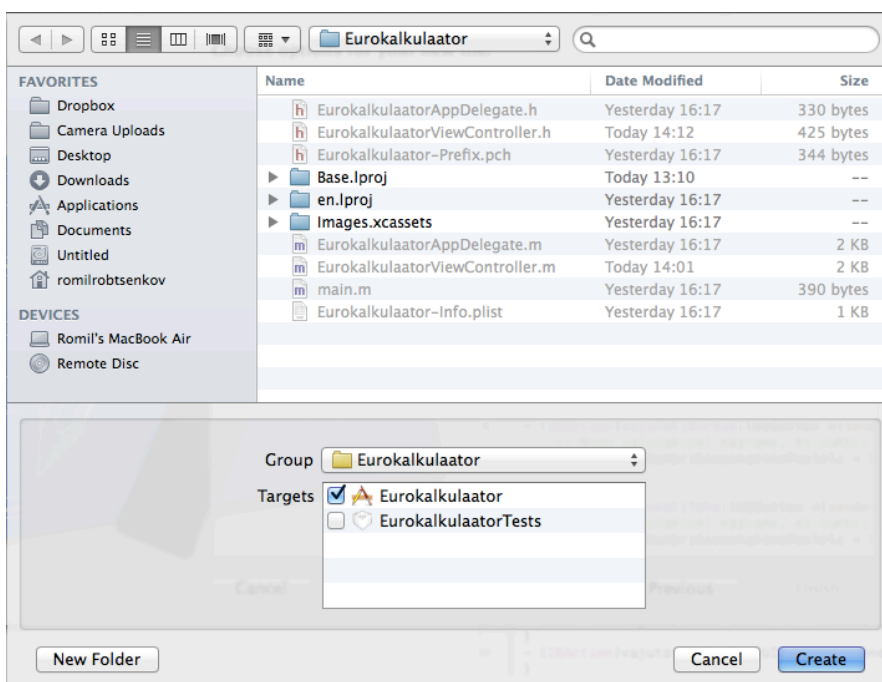 Eurokalkulaator
FAVORITES
Dropbox
Camera Uploads
Desktop
Downloads
Applications
Documents
Untitled
romilrobtsenkov
DEVICES
Romil's MacBook Air
Remote Disc
Name Date Modified Size
h EurokalkulaatorAppDelegate.h Yesterday 16:17 330 bytes
h EurokalkulaatorViewController.h Today 14:12 425 bytes
h Eurokalkulaator-Prefix.pch Yesterday 16:17 344 bytes
Base.lproj Today 13:10 --
en.lproj Yesterday 16:17 --
Images.xcassets Yesterday 16:17 --
m EurokalkulaatorAppDelegate.m Yesterday 16:17 2 KB
m EurokalkulaatorViewController.m Today 14:01 2 KB
m main.m Yesterday 16:17 390 bytes
Eurokalkulaator-Info.plist Yesterday 16:17 1 KB
Group Eurokalkulaator
Targets Eurokalkulaator
EurokalkulaatorTests
Cancel Previous
New Folder Cancel Create